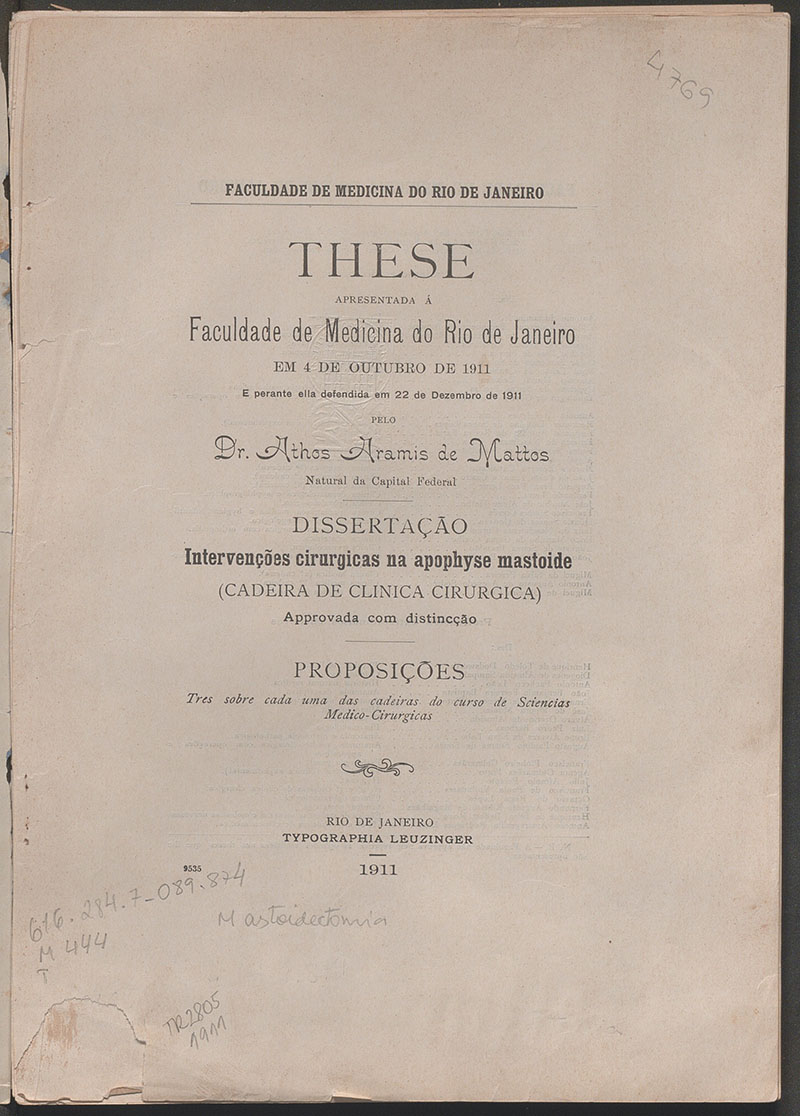 4769
FACULDADE DE MEDICINA DO RIO DE JANEIRO
THESE
APRESENTADA Á
Faculdade de Medicina do Rio de Janeiro
EM 4 DE OUTUBRO DE 1911
E perante ella defendida em 22 de Dezembro de 1911
PELO
Dr. Athos Aramis de Mattos
Natural da Capital Federal
DISSERTAÇÃO
Intervenções cirurgicas na apophyse mastoide
(CADEIRA DE CLINICA CIRURGICA)
Approvada com distincção
PROPOSIÇÕES
Tres sobre cada uma das cadeiras do curso de Sciencias
Medico-Cirurgicas
RIO DE JANEIRO
TYPOGRAPHIA LEUZINGER
1911
9535
616.284.7-089.874
M 444
T
Mastoidectomia
TR2805
1911